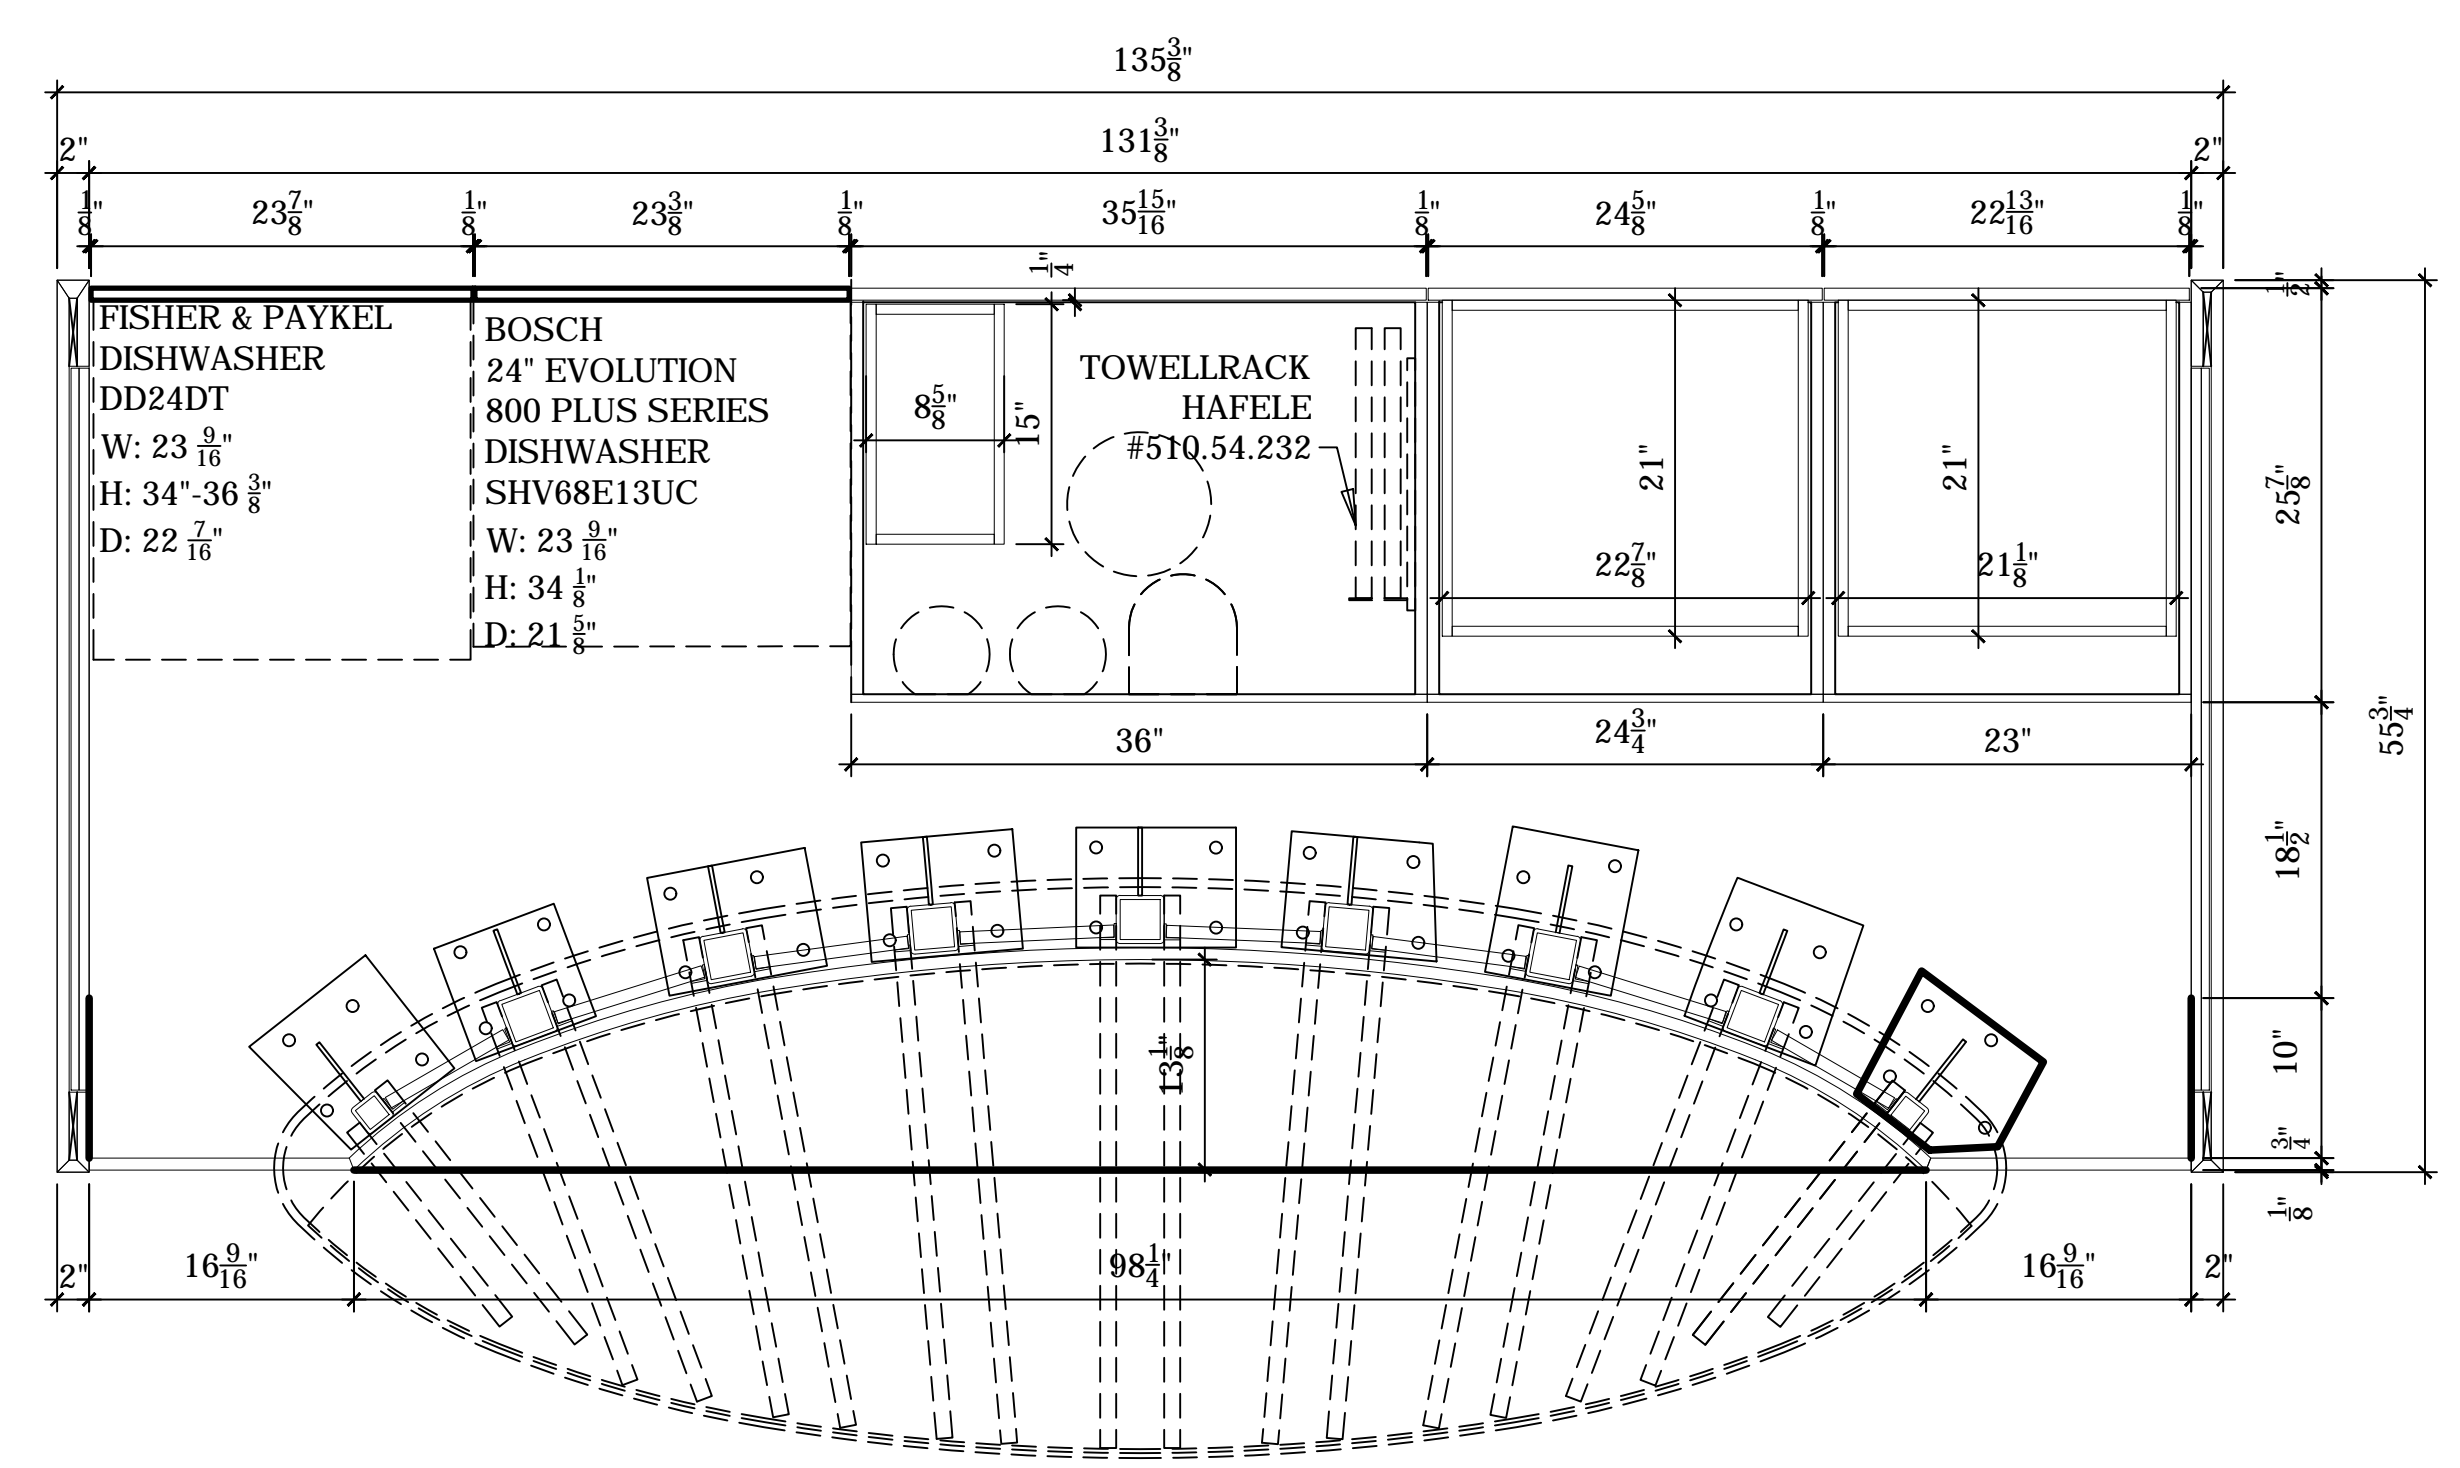 135 3/8"
2" 131 3/8" 2"
1/8" 23 7/8" 1/8" 23 3/8" 1/8" 35 15/16" 1/8" 24 5/8" 1/8" 22 13/16" 1/8"
1/4"
1/2"
FISHER & PAYKEL
DISHWASHER
DD24DT
W: 23 9/16"
H: 34"-36 3/8"
D: 22 7/16"
BOSCH
24" EVOLUTION
800 PLUS SERIES
DISHWASHER
SHV68E13UC
W: 23 9/16"
H: 34 1/8"
D: 21 5/8"
8 5/8"
15"
TOWELLRACK
HAFELE
#510.54.232
21"
22 7/8"
21"
21 1/8"
25 7/8"
55 3/4"
36" 24 3/4" 23"
18 1/2"
13 1/8"
10"
3/4"
1/8"
2" 16 9/16" 98 1/4" 16 9/16" 2"